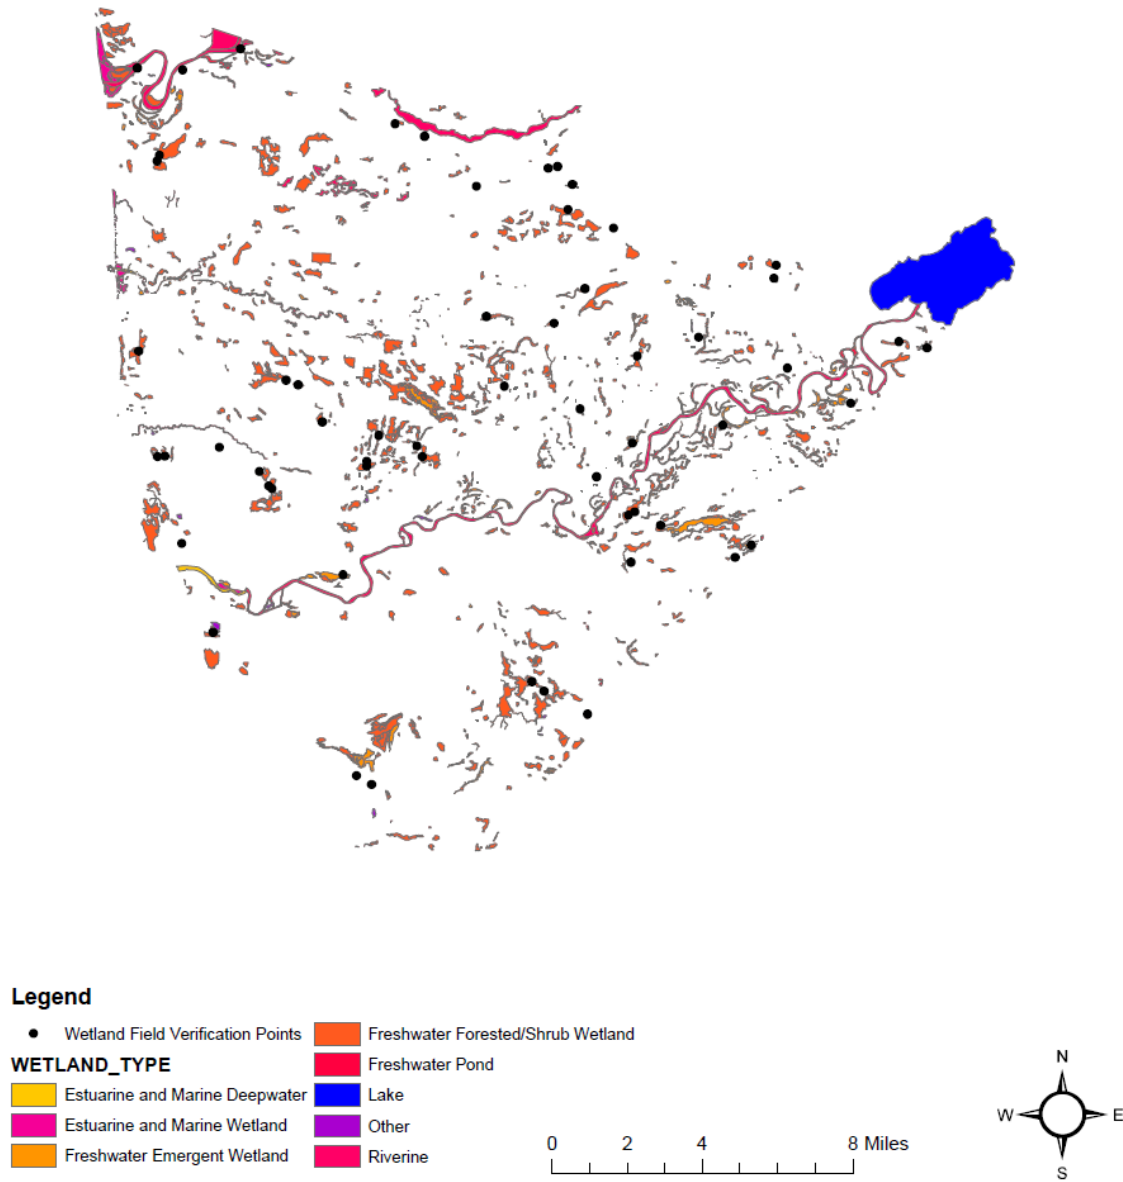 Legend
Wetland Field Verification Points
WETLAND_TYPE
Estuarine and Marine Deepwater
Estuarine and Marine Wetland
Freshwater Emergent Wetland
Freshwater Forested/Shrub Wetland
Freshwater Pond
Lake
Other
Riverine
0 2 4 8 Miles
N
W E
S